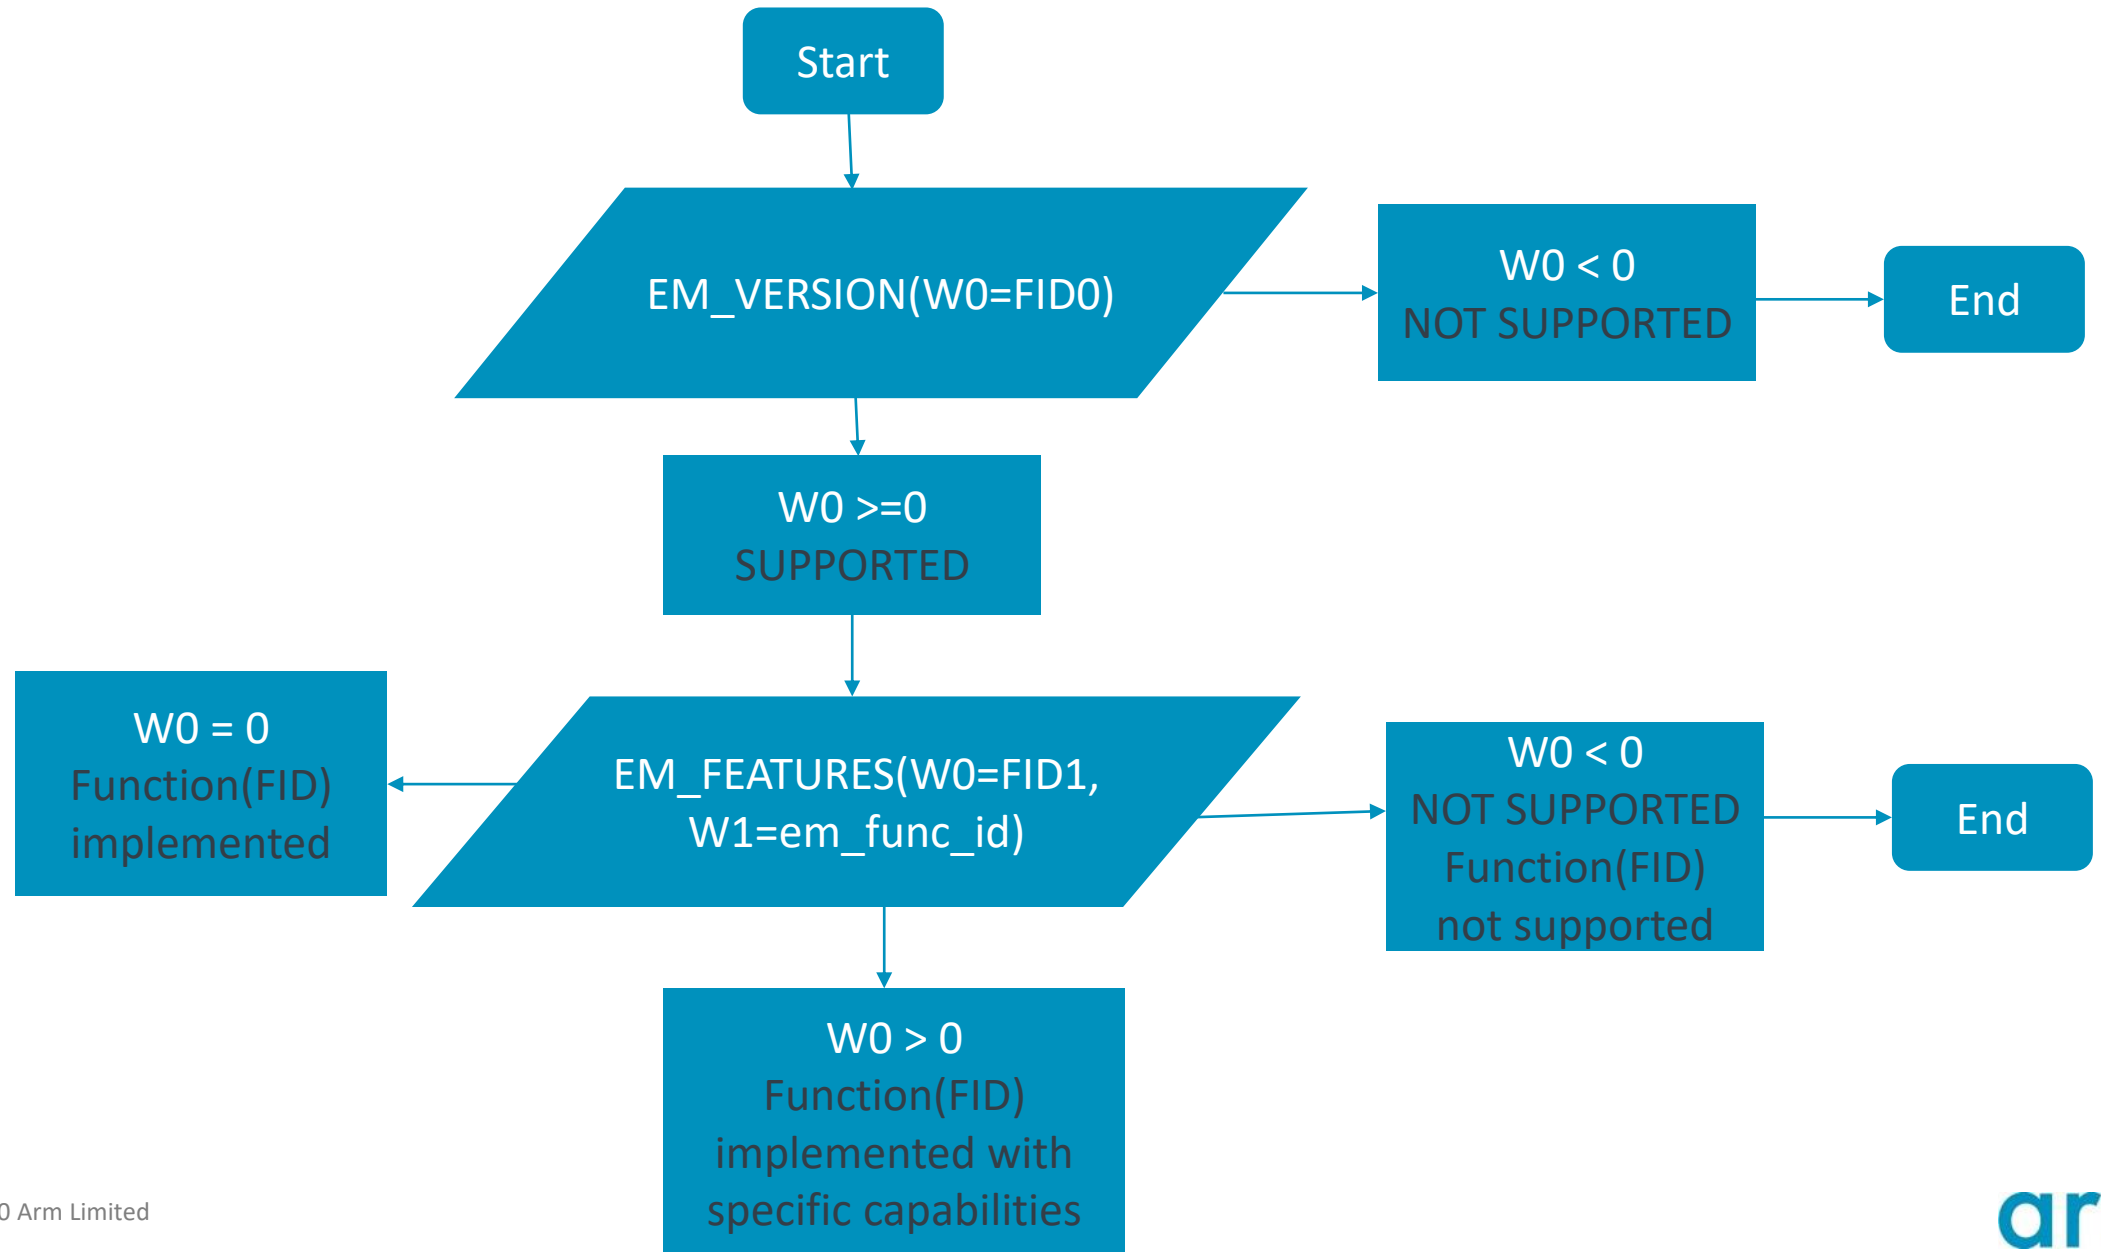 Start
EM_VERSION(W0=FID0)
W0 < 0
NOT SUPPORTED
End
W0 >=0
SUPPORTED
W0 = 0
Function(FID)
implemented
EM_FEATURES(W0=FID1,
W1=em_func_id)
W0 < 0
NOT SUPPORTED
Function(FID)
not supported
End
W0 > 0
Function(FID)
implemented with
specific capabilities
0 Arm Limited
ar